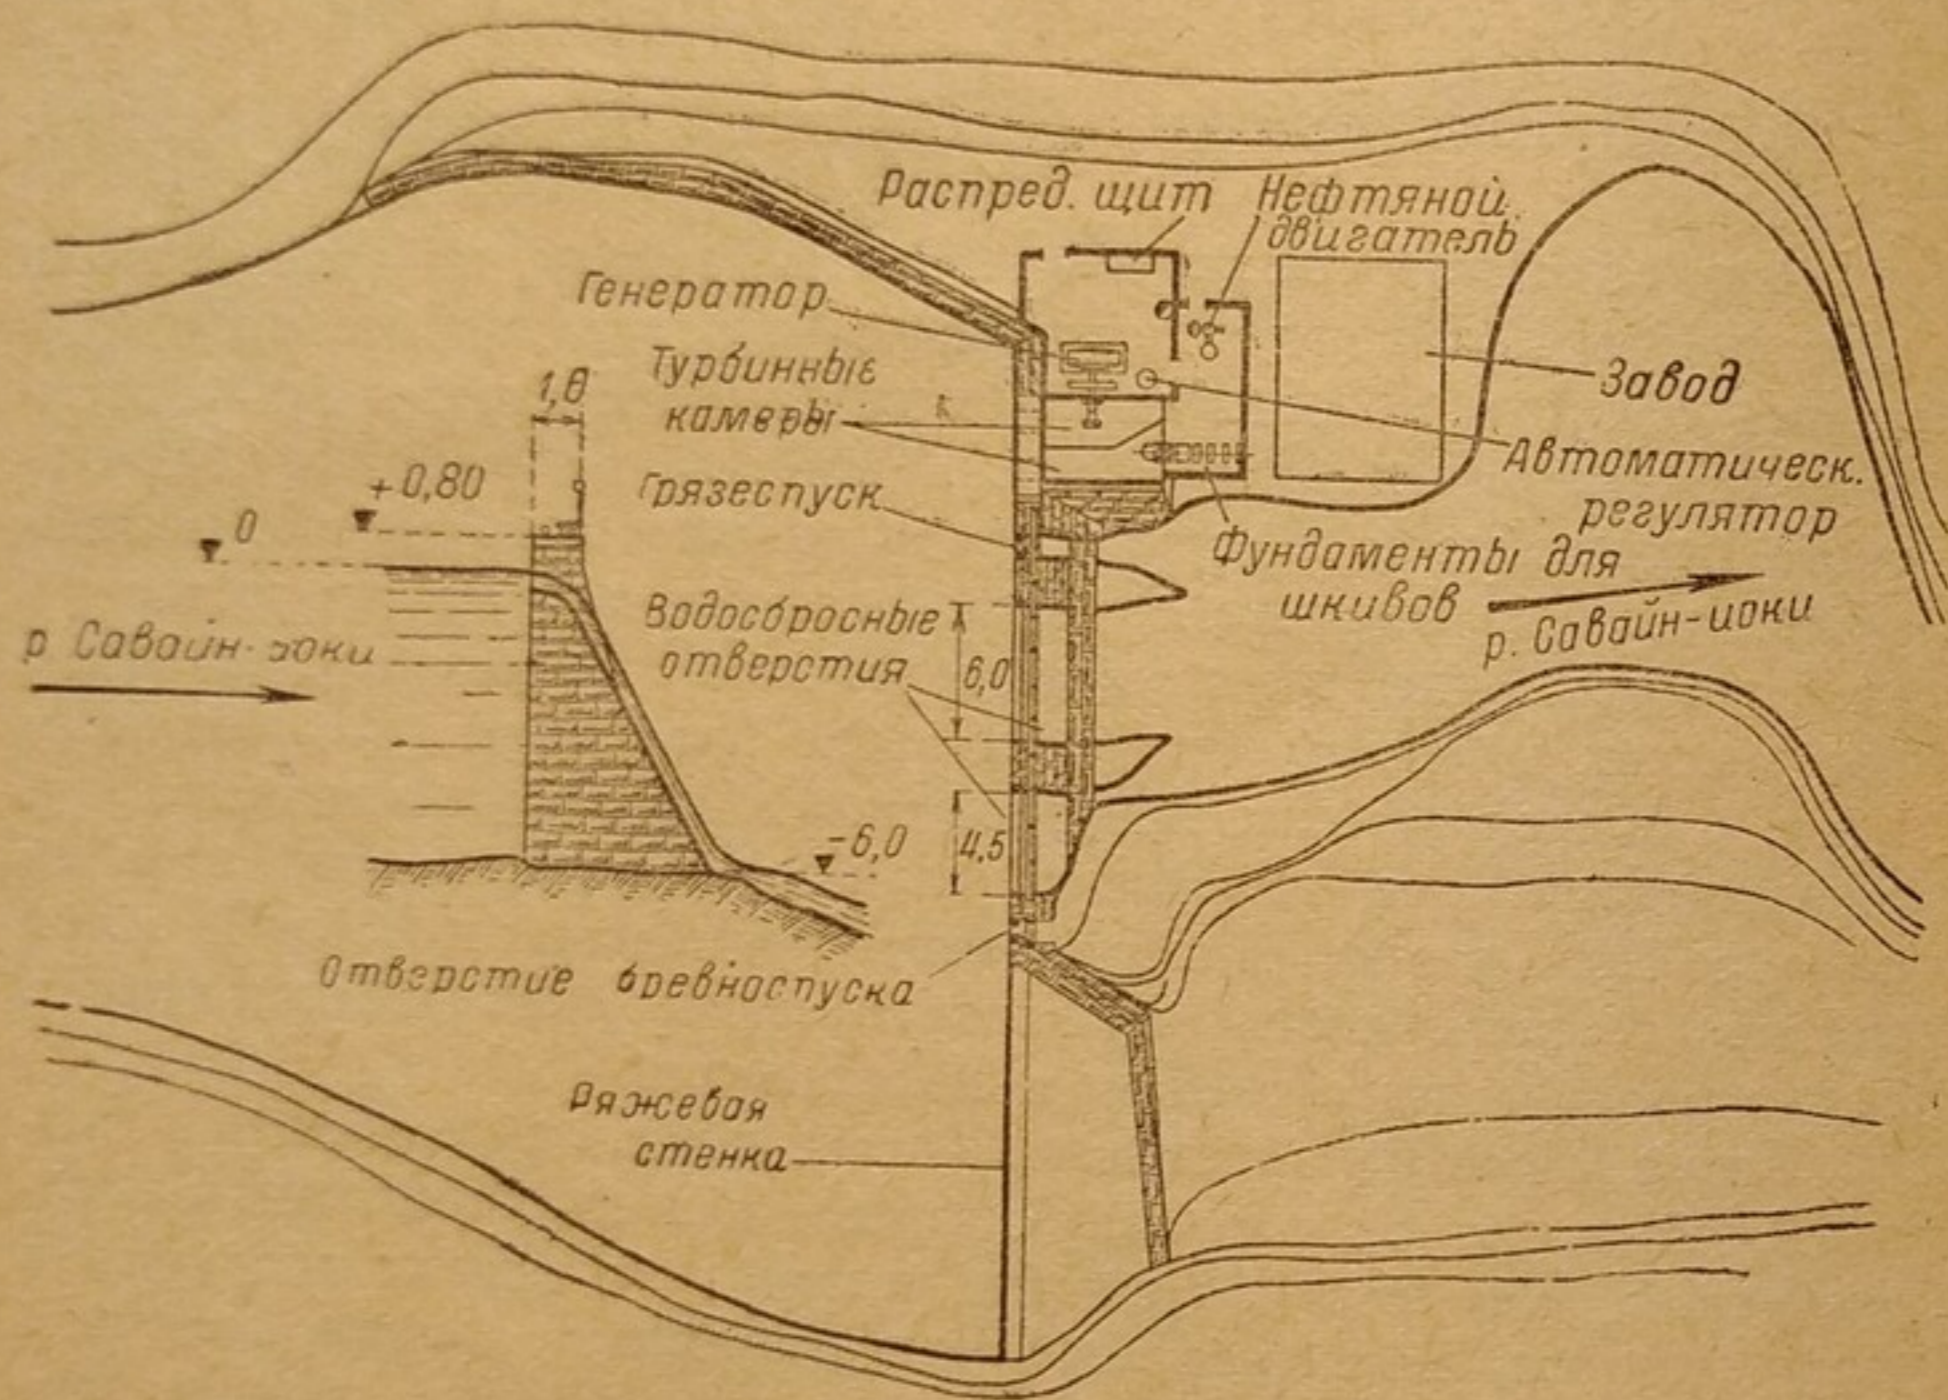 Распред. щит
Нефтяной
двигатель
Генератор
Турбинные
камеры
1,8
Завод
+0,80
0
Грязеспуск
Автоматическ.
регулятор
Фундаменты для
шкивов
Водосбросные
отверстия
6,0
р. Савайн-иоки
р Савайн-иоки
-6,0
4,5
Отверстие бревноспуска
Ряжевая
стенка